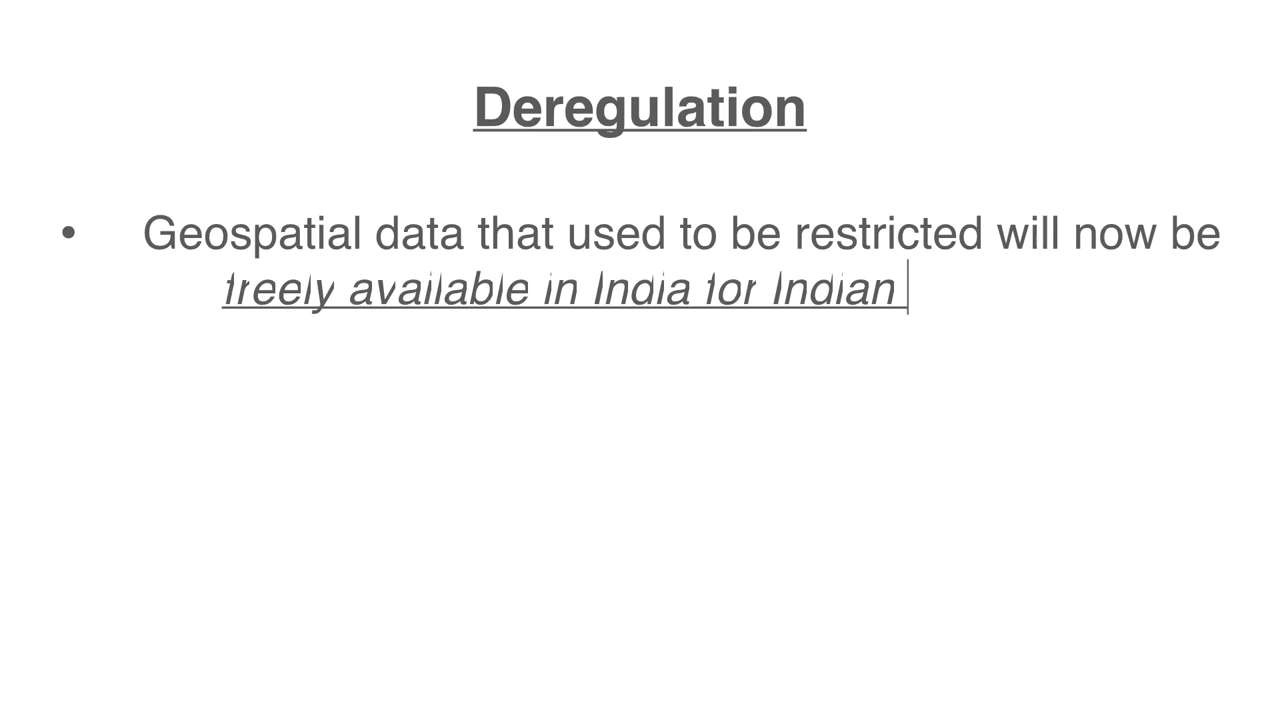 Deregulation
• Geospatial data that used to be restricted will now be
freely available in India for Indian